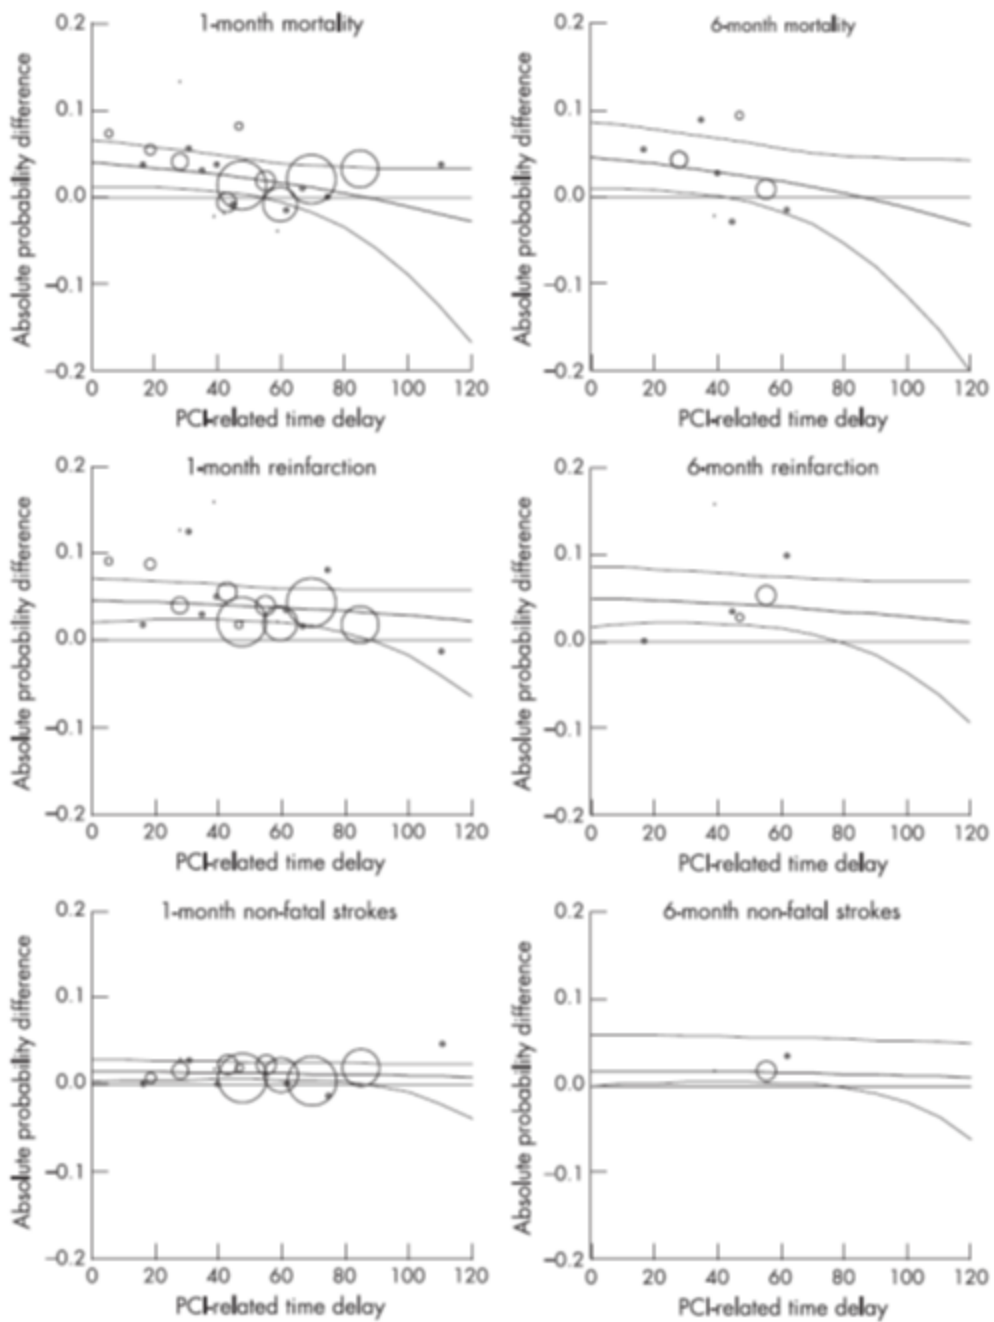 1-month mortality
0.2
0.1
0.0
–0.1
–0.2
Absolute probability difference
0 20 40 60 80 100 120
PCI-related time delay
6-month mortality
0.2
0.1
0.0
–0.1
–0.2
Absolute probability difference
0 20 40 60 80 100 120
PCI-related time delay
1-month reinfarction
0.2
0.1
0.0
–0.1
–0.2
Absolute probability difference
0 20 40 60 80 100 120
PCI-related time delay
6-month reinfarction
0.2
0.1
0.0
–0.1
–0.2
Absolute probability difference
0 20 40 60 80 100 120
PCI-related time delay
1-month non-fatal strokes
0.2
0.1
0.0
–0.1
–0.2
Absolute probability difference
0 20 40 60 80 100 120
PCI-related time delay
6-month non-fatal strokes
0.2
0.1
0.0
–0.1
–0.2
Absolute probability difference
0 20 40 60 80 100 120
PCI-related time delay